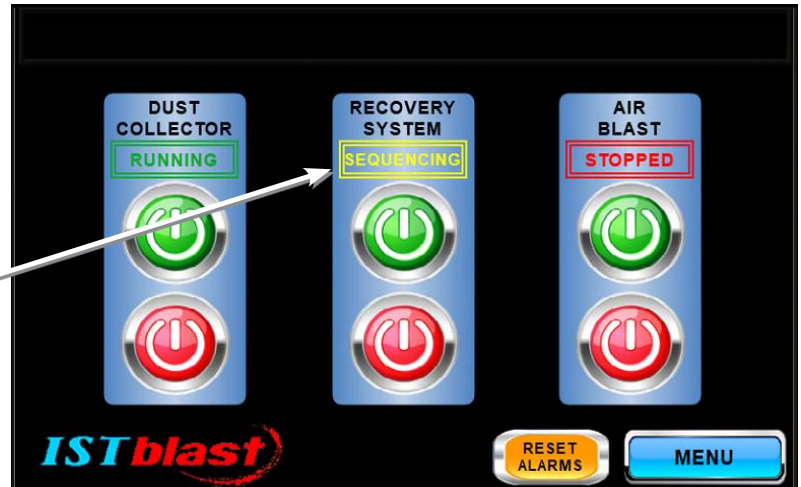 DUST
COLLECTOR
RUNNING
RECOVERY
SYSTEM
SEQUENCING
AIR
BLAST
STOPPED
ISTblast
RESET
ALARMS
MENU